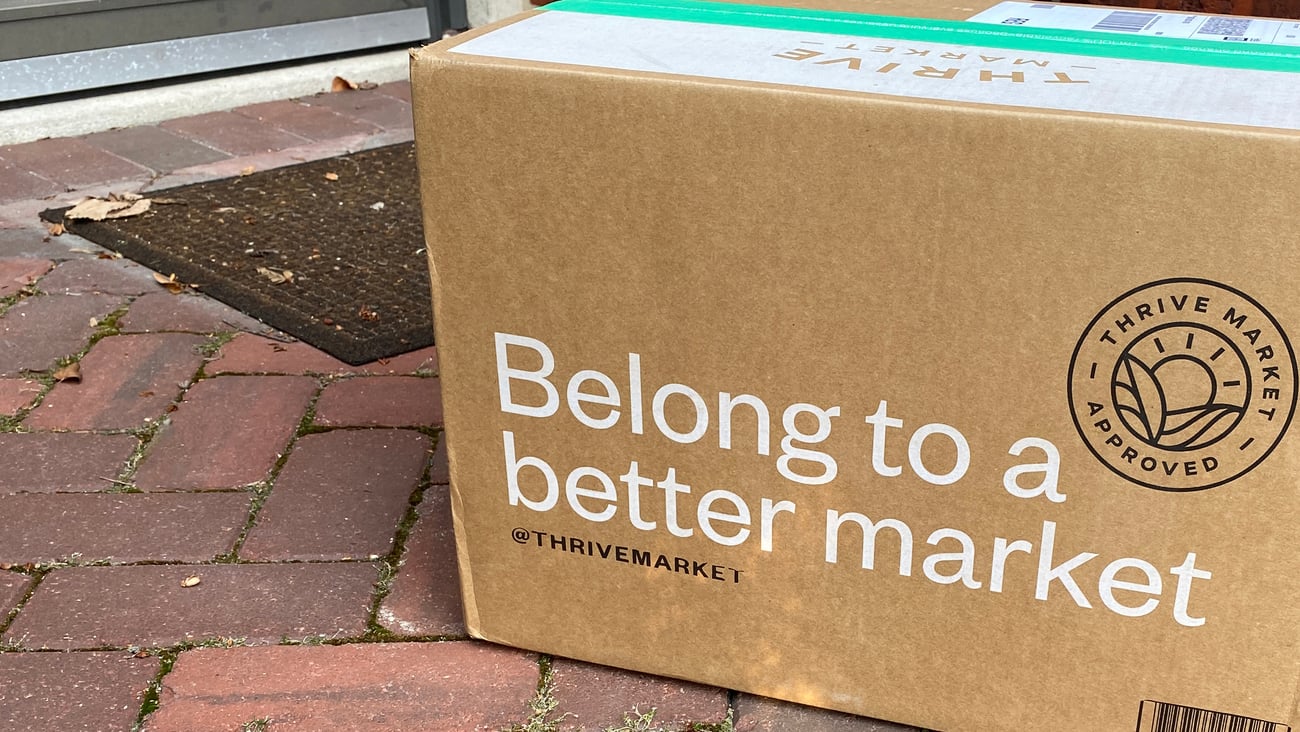 THRIVE
MARKET
Belong to a
better market
@THRIVEMARKET
THRIVE MARKET
APPROVED